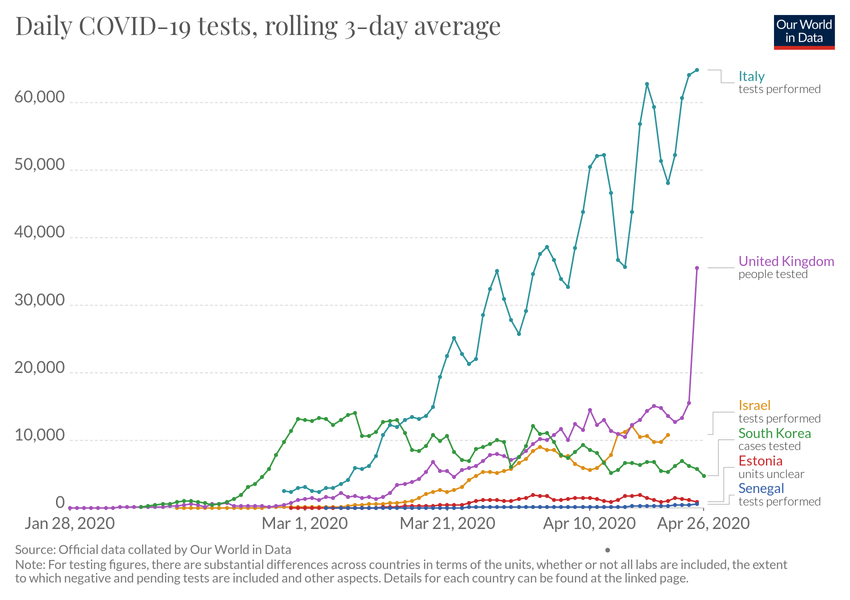 Daily COVID-19 tests, rolling 3-day average
Our World
in Data
Italy
tests performed
60,000
50,000
40,000
United Kingdom
people tested
30,000
20,000
Israel
tests performed
10,000
South Korea
cases tested
Estonia
units unclear
Senegal
tests performed
0
Jan 28, 2020
Mar 1, 2020
Mar 21, 2020
Apr 10, 2020
Apr 26, 2020
Source: Official data collated by Our World in Data
Note: For testing figures, there are substantial differences across countries in terms of the units, whether or not all labs are included, the extent
to which negative and pending tests are included and other aspects. Details for each country can be found at the linked page.